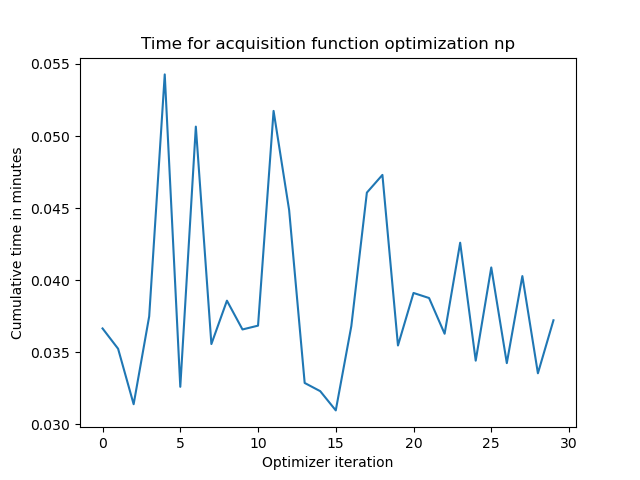 Time for acquisition function optimization np
Cumulative time in minutes
0.055
0.050
0.045
0.040
0.035
0.030
0 5 10 15 20 25 30
Optimizer iteration